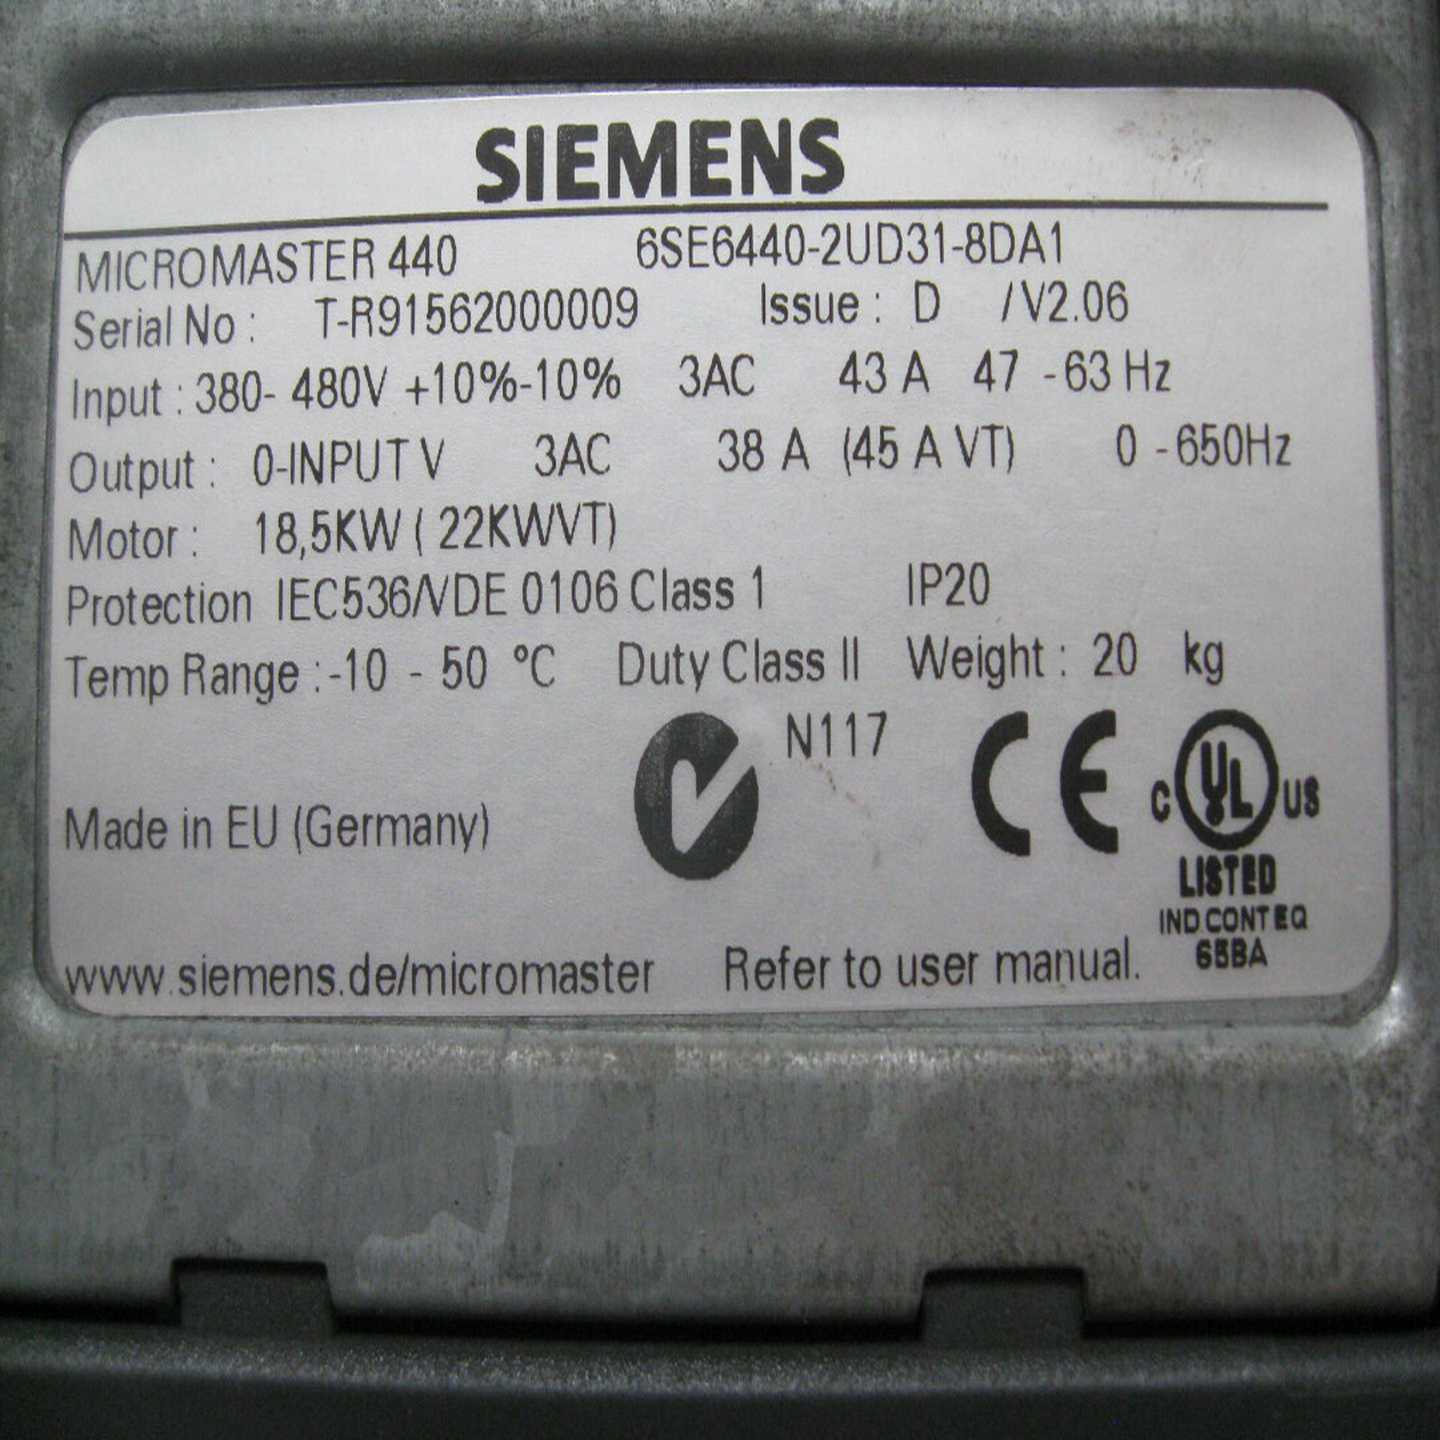 SIEMENS
MICROMASTER 440 6SE6440-2UD31-8DA1
Serial No : T-R91562000009 Issue : D /V2.06
Input : 380- 480V +10%-10% 3AC 43 A 47 -63 Hz
Output : 0-INPUT V 3AC 38 A (45 A VT) 0 -650Hz
Motor : 18,5KW ( 22KWVT)
Protection IEC536/VDE 0106 Class 1 IP20
Temp Range : -10 - 50 °C Duty Class II Weight : 20 kg
N117 CE C UL US
Made in EU (Germany)
LISTED
IND CONT EQ
65BA
www.siemens.de/micromaster Refer to user manual.